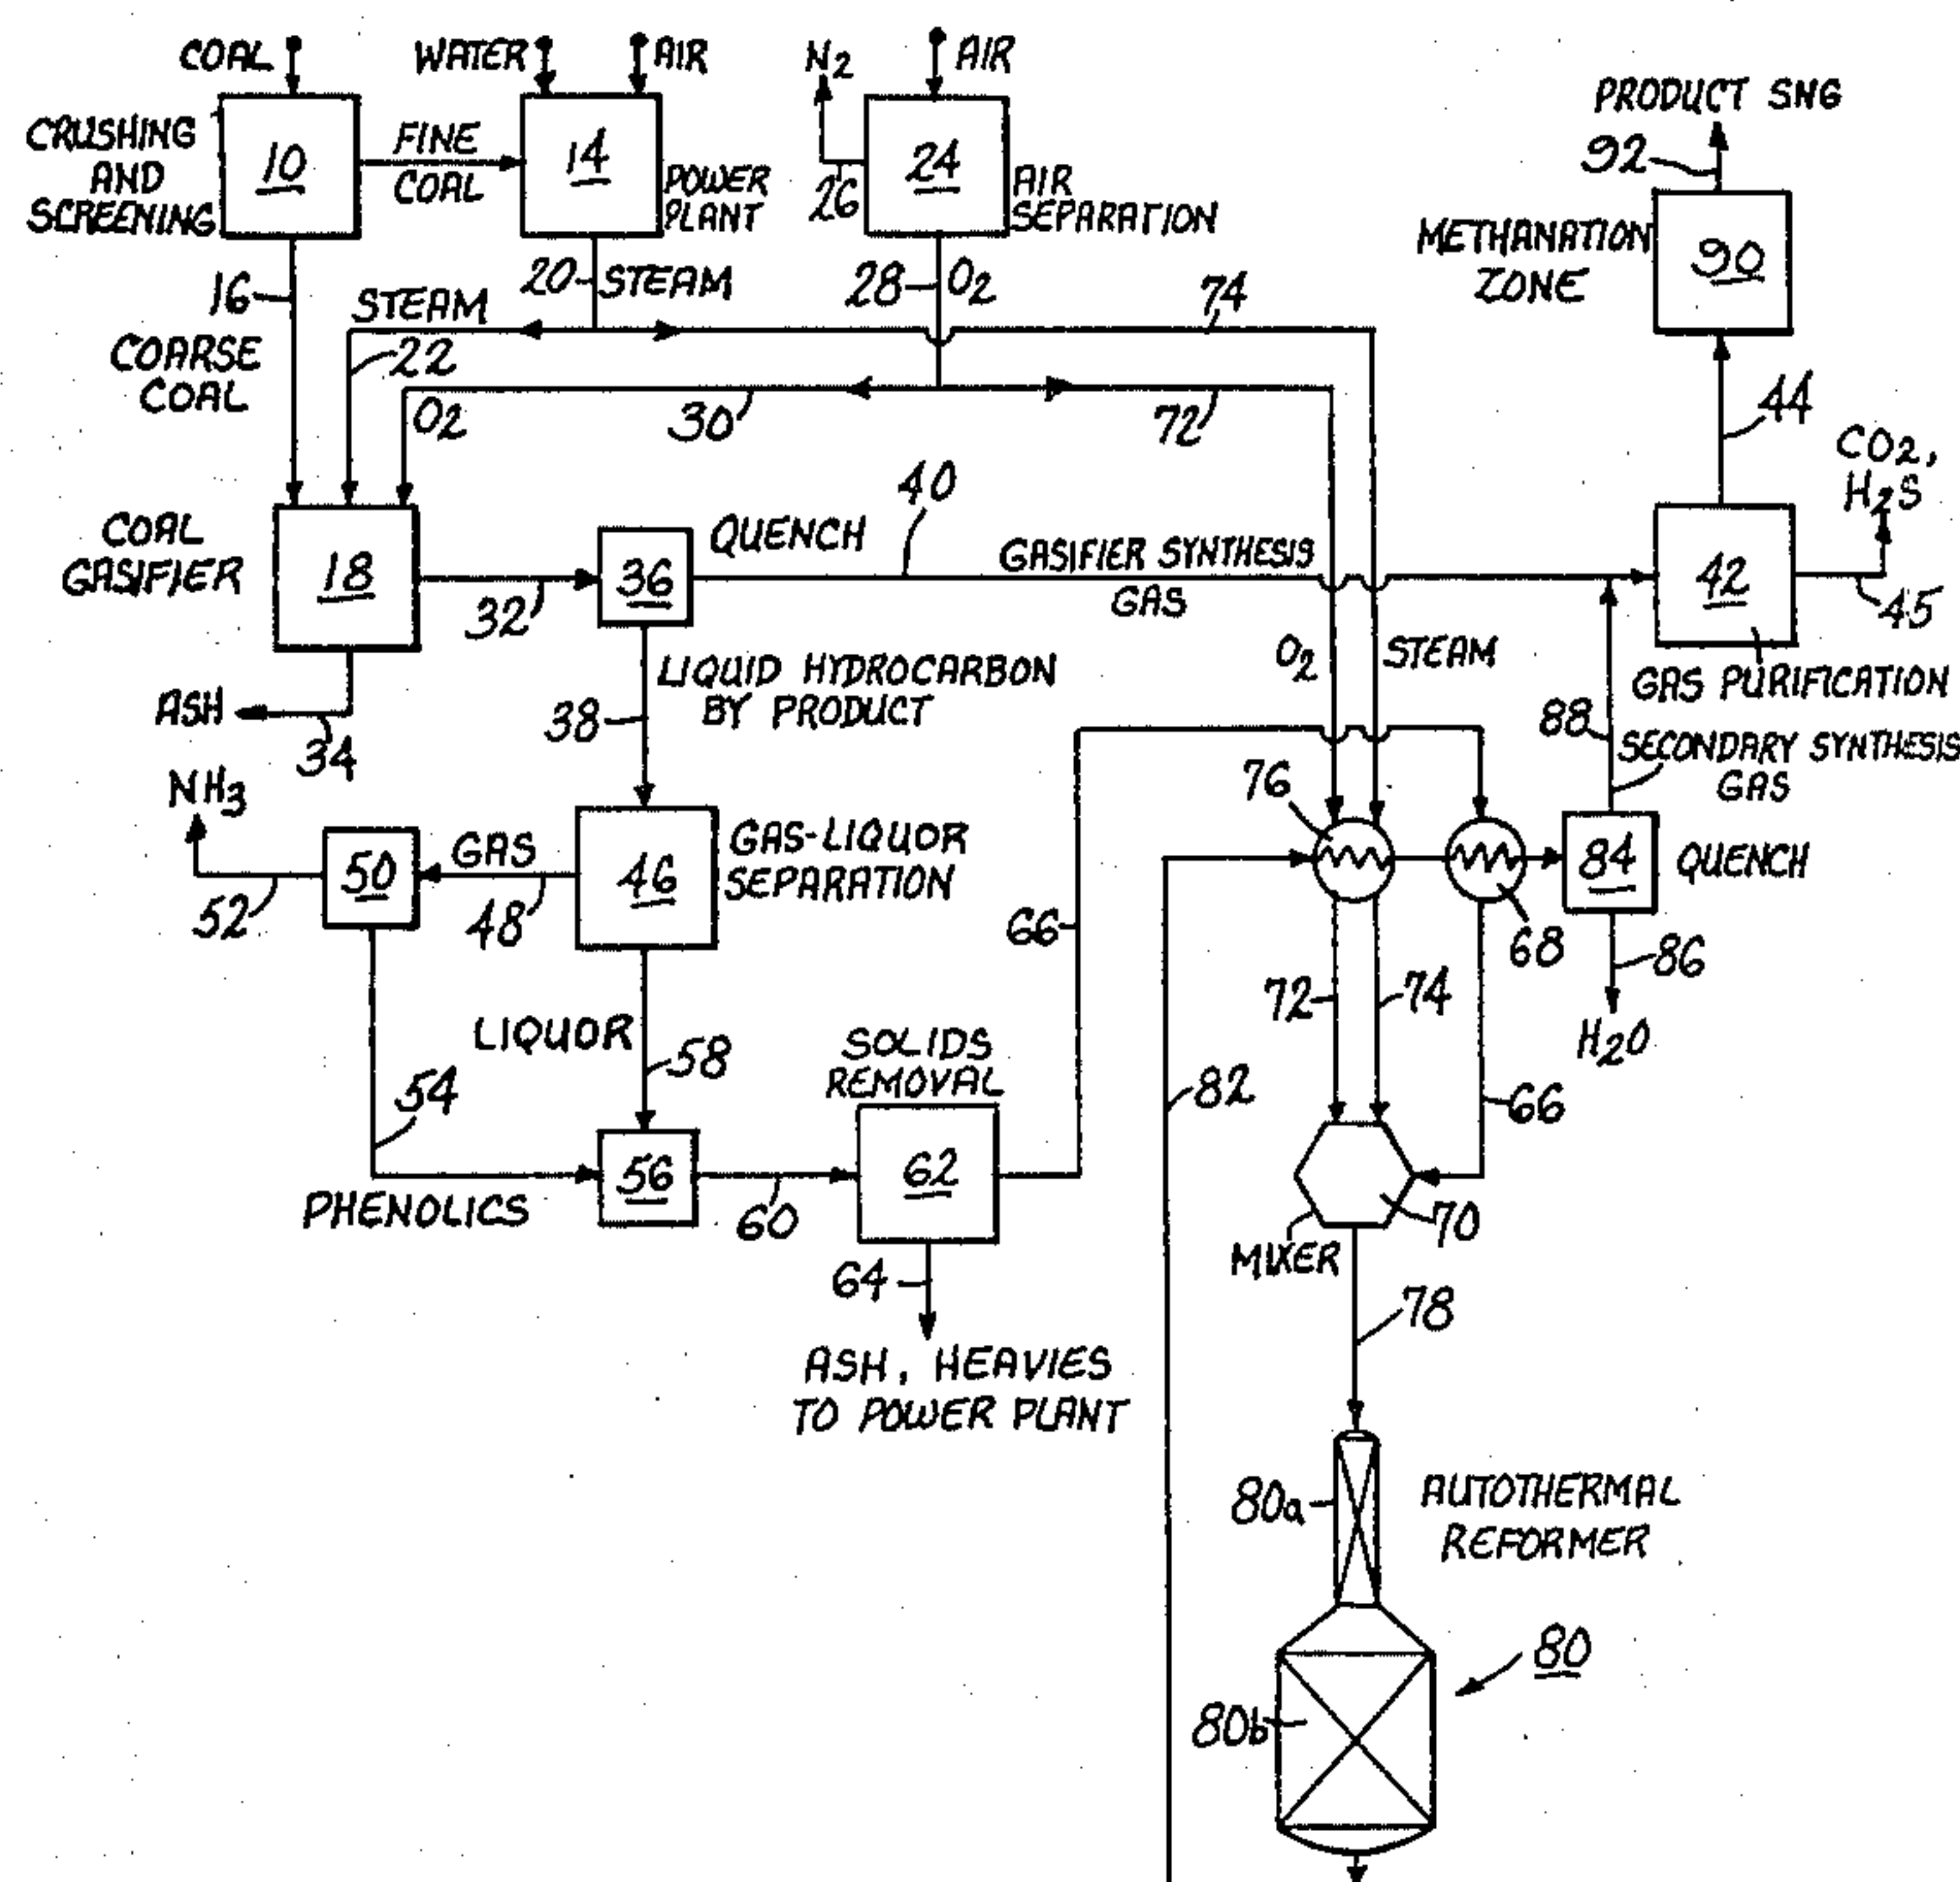 COAL
WATER
AIR
N2
AIR
PRODUCT SNG
92
CRUSHING
AND
SCREENING
10
FINE
COAL
14
POWER
PLANT
26
24
AIR
SEPARATION
METHANATION
ZONE
90
16
20
STEAM
28
O2
74
STEAM
22
COARSE
COAL
O2
30
72
44
CO2,
H2S
40
COAL
GASIFIER
18
32
QUENCH
36
GASIFIER SYNTHESIS
GAS
42
45
O2
STEAM
GAS PURIFICATION
ASH
34
LIQUID HYDROCARBON
BY PRODUCT
38
88
SECONDARY SYNTHESIS
GAS
NH3
76
50
GAS
46
GAS-LIQUOR
SEPARATION
84
QUENCH
52
48
66
68
86
H2O
72
74
LIQUOR
58
SOLIDS
REMOVAL
54
82
66
56
60
62
PHENOLICS
70
MIXER
64
78
ASH, HEAVIES
TO POWER PLANT
80a
AUTOTHERMAL
REFORMER
80
80b